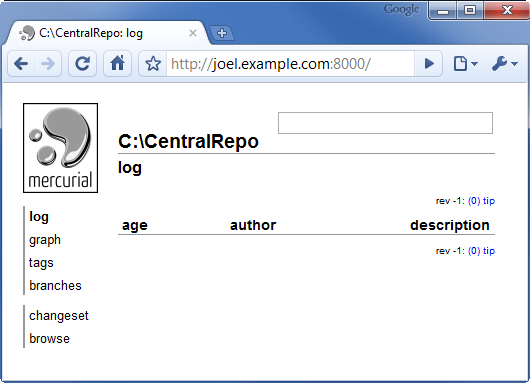 Google
C:\CentralRepo: log
http://joel.example.com:8000/
mercurial
C:\CentralRepo
log
rev -1: (0) tip
age author description
rev -1: (0) tip
log
graph
tags
branches
changeset
browse